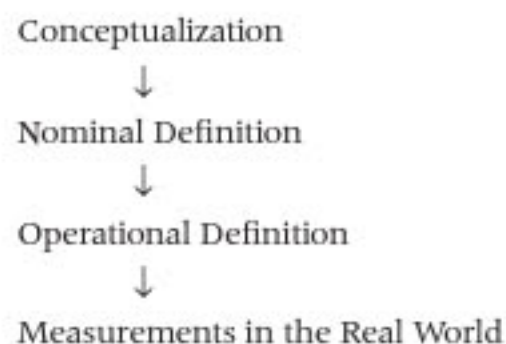 Conceptualization
↓
Nominal Definition
↓
Operational Definition
↓
Measurements in the Real World